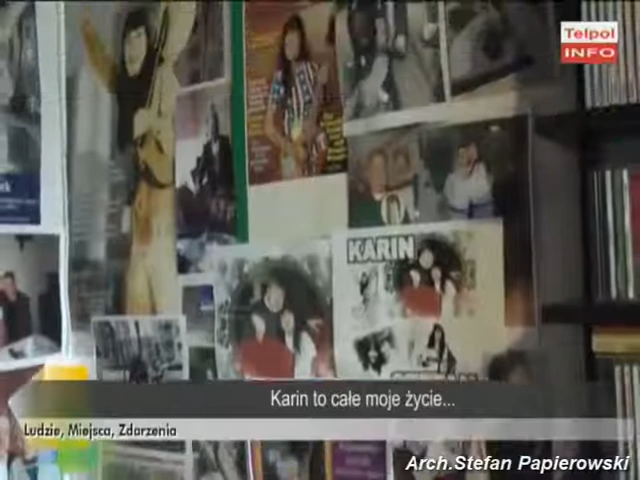 Telpol
INFO
KARIN
Karin to całe moje życie...
Ludzie, Miejsca, Zdarzenia
Arch.Stefan Papierowski